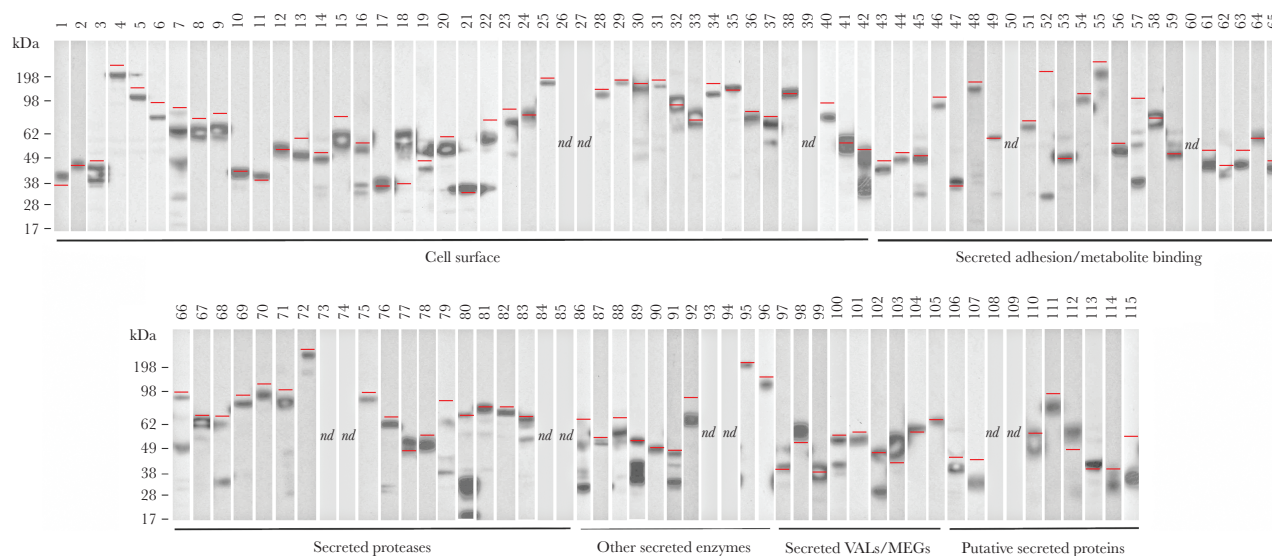 1 2 3 4 5 6 7 8 9 10 11 12 13 14 15 16 17 18 19 20 21 22 23 24 25 26 27 28 29 30 31 32 33 34 35 36 37 38 39 40 41 42 43 44 45 46 47 48 49 50 51 52 53 54 55 56 57 58 59 60 61 62 63 64 65
kDa
198
98
62
nd nd nd nd nd
49
38
28
17
Cell surface Secreted adhesion/metabolite binding
66 67 68 69 70 71 72 73 74 75 76 77 78 79 80 81 82 83 84 85 86 87 88 89 90 91 92 93 94 95 96 97 98 99 100 101 102 103 104 105 106 107 108 109 110 111 112 113 114 115
kDa
198
98
62
nd nd nd nd nd nd nd nd
49
38
28
17
Secreted proteases Other secreted enzymes Secreted VALs/MEGs Putative secreted proteins